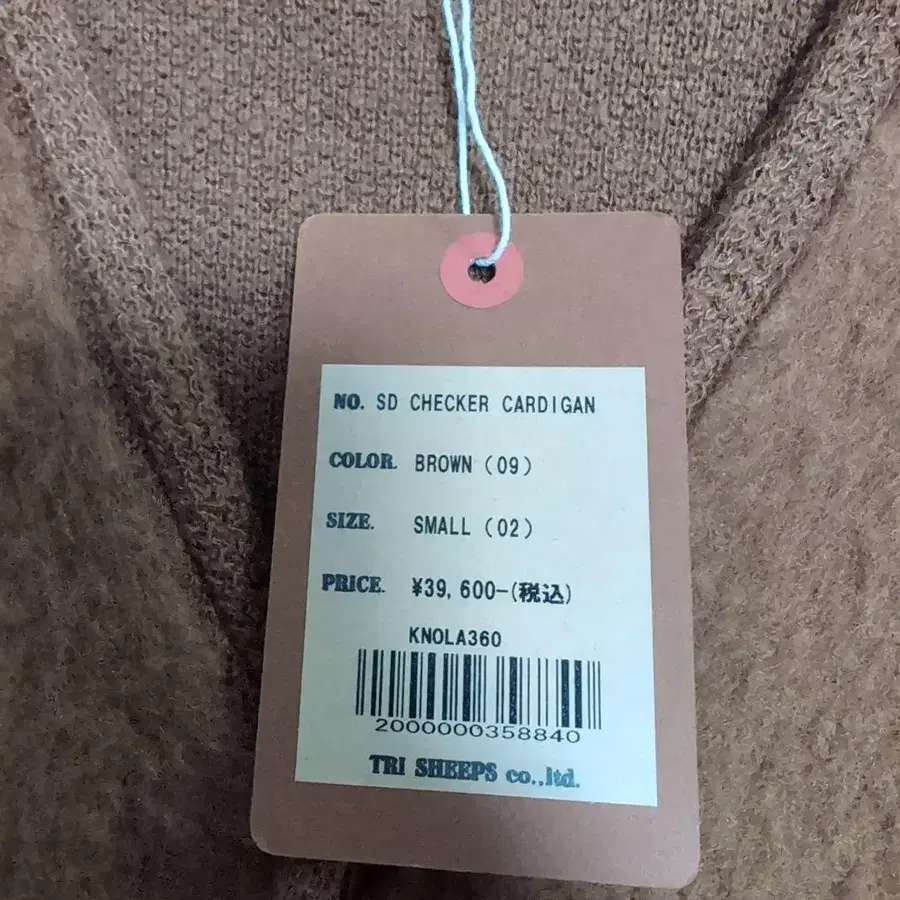 NO. SD CHECKER CARDIGAN
COLOR. BROWN (09)
SIZE. SMALL (02)
PRICE. ¥39,600-(税込)
KNOLA360
2000000358840
TRI SHEEPS co.,ltd.